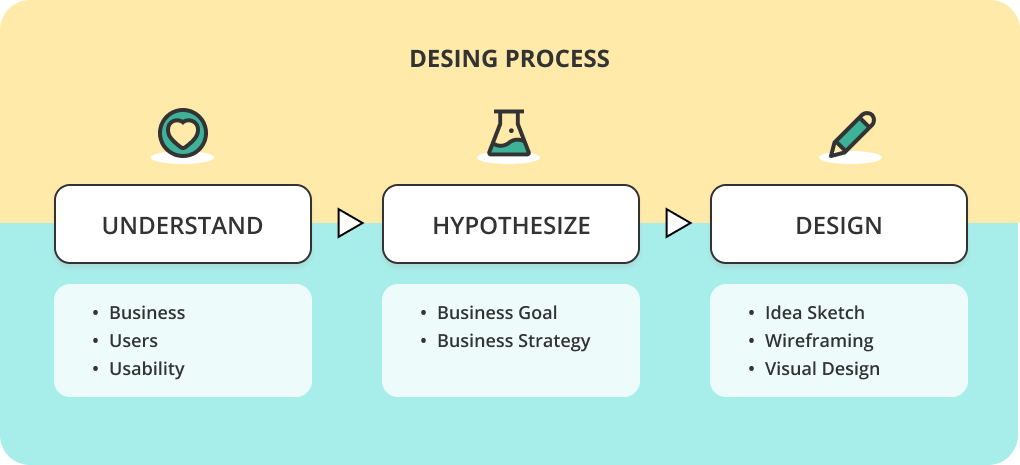 DESING PROCESS
UNDERSTAND
HYPOTHESIZE
DESIGN
• Business
• Users
• Usability
• Business Goal
• Business Strategy
• Idea Sketch
• Wireframing
• Visual Design